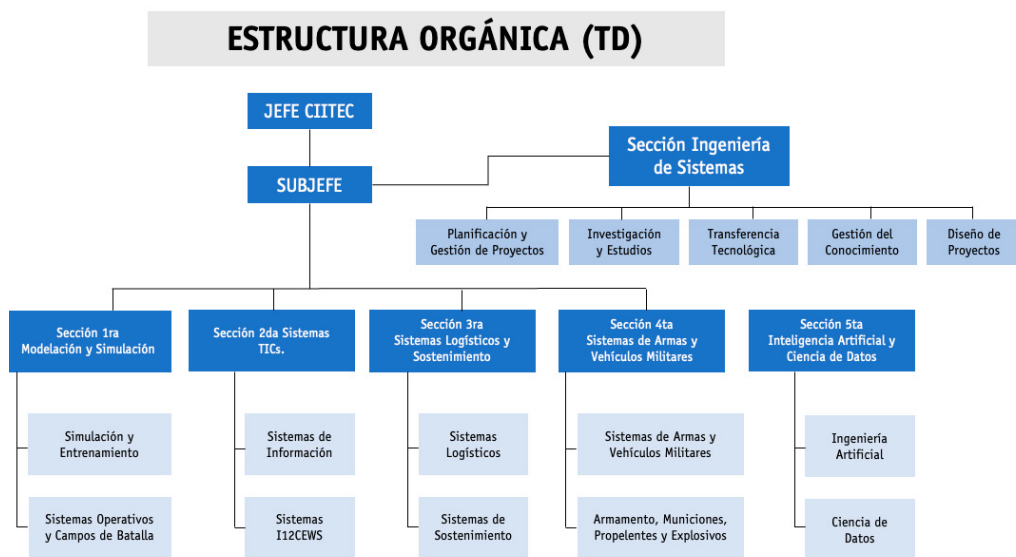 ESTRUCTURA ORGÁNICA (TD)
JEFE CIITEC
SUBJEFE
Sección Ingeniería
de Sistemas
Planificación y
Gestión de Proyectos
Investigación
y Estudios
Transferencia
Tecnológica
Gestión del
Conocimiento
Diseño de
Proyectos
Sección 1ra
Modelación y Simulación
Sección 2da Sistemas
TICs.
Sección 3ra
Sistemas Logísticos y
Sostenimiento
Sección 4ta
Sistemas de Armas y
Vehículos Militares
Sección 5ta
Inteligencia Artificial y
Ciencia de Datos
Simulación y
Entrenamiento
Sistemas de
Información
Sistemas
Logísticos
Sistemas de Armas y
Vehículos Militares
Ingeniería
Artificial
Sistemas Operativos
y Campos de Batalla
Sistemas
I12CEWS
Sistemas de
Sostenimiento
Armamento, Municiones,
Propelentes y Explosivos
Ciencia de
Datos